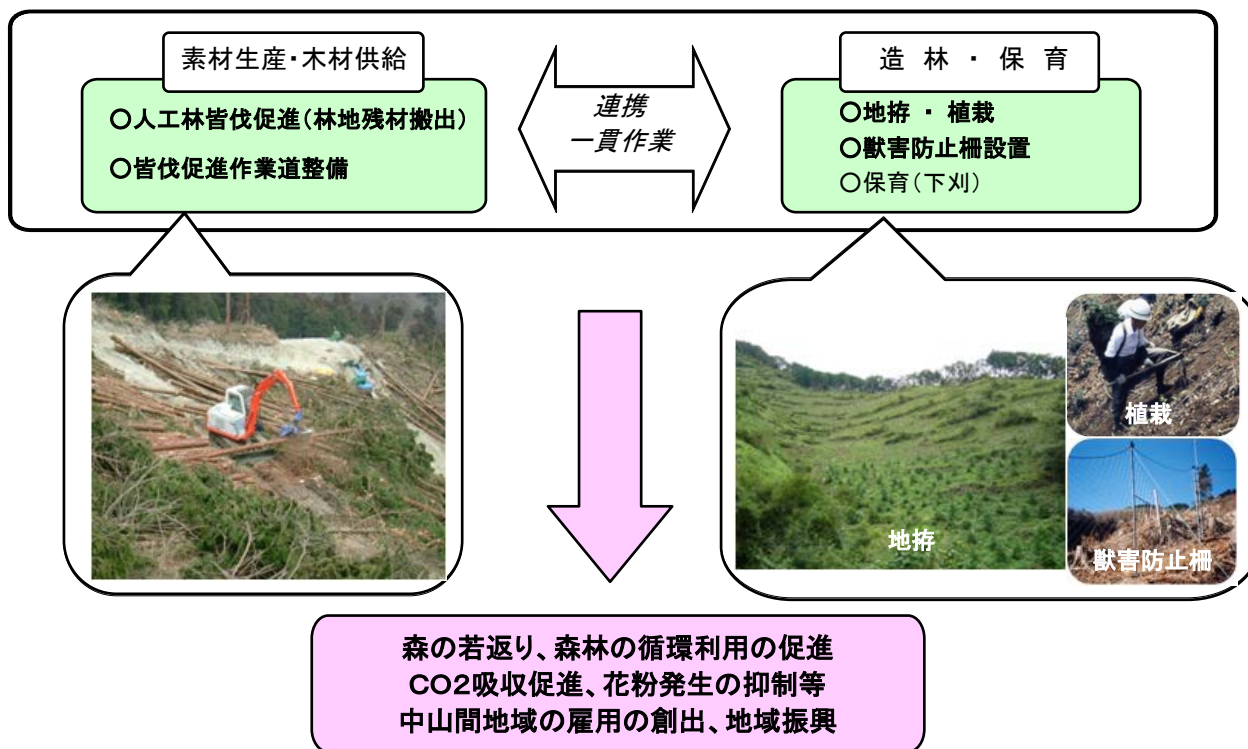 素材生産・木材供給
○人工林皆伐促進（林地残材搬出）
○皆伐促進作業道整備
連携
一貫作業
造 林 ・ 保 育
○地拵 ・ 植栽
○獣害防止柵設置
○保育（下刈）
植栽
地拵
獣害防止柵
森の若返り、森林の循環利用の促進
ＣＯ２吸収促進、花粉発生の抑制等
中山間地域の雇用の創出、地域振興